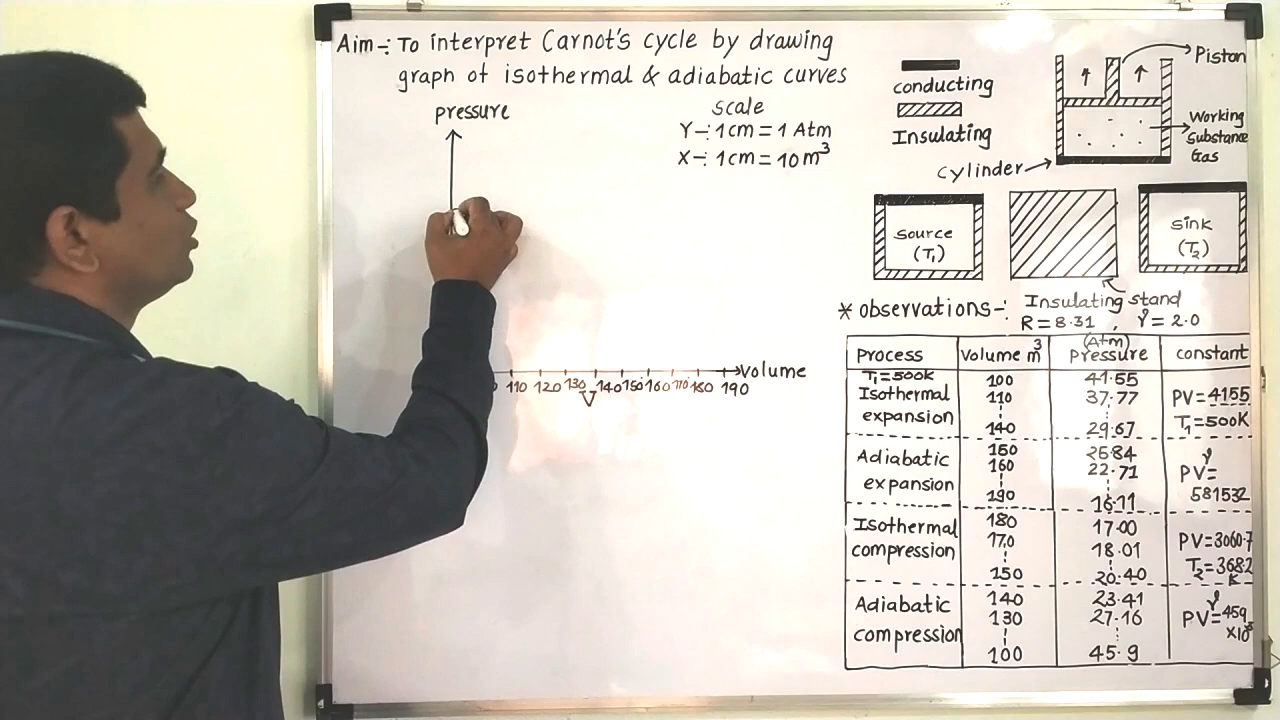 Aim-: To interpret Carnot's cycle by drawing
graph of isothermal & adiabatic curves
pressure
scale
Y-: 1cm = 1 Atm
X-: 1cm = 10 m³
conducting
Insulating
Piston
Working
Substance
Gas
cylinder
source
(T₁)
sink
(T₂)
Insulating stand
* observations-:
R = 8.31 , γ = 2.0
110 120 130 140 150 160 170 180 190
Volume
V
Process Volume m³ (Atm) Pressure constant
T₁=500K 100 41.55
Isothermal 110 37.77 PV=4155
expansion 140 29.67 T₁=500K
150 25.84
Adiabatic 160 22.71 PV^γ=
expansion 190 16.11 581532
Isothermal 180 17.00
compression 170 18.01 PV=3060.7
150 20.40 T₂=368.2 K
Adiabatic 140 23.41
130 27.16 PV^γ=459
compression ×10³
100 45.9